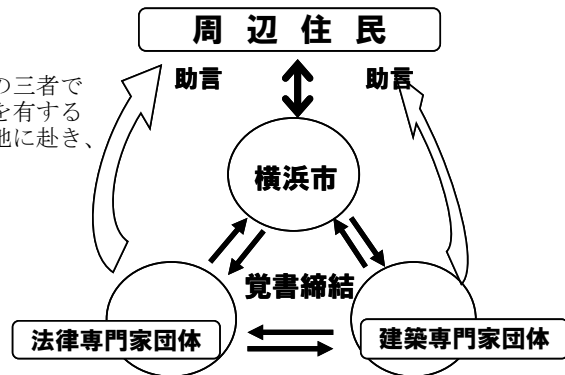 周辺住民
助言
助言
の三者で
を有する
地に赴き、
横浜市
覚書締結
法律専門家団体
建築専門家団体